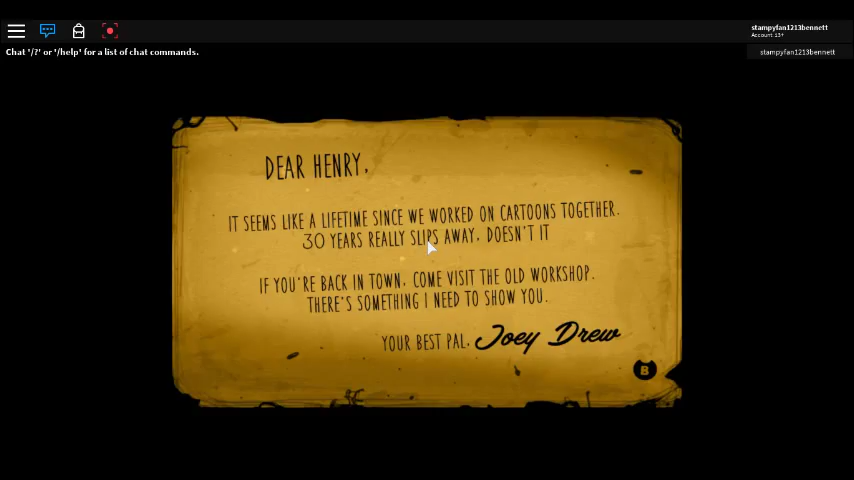 stampyfan1213bennett
Account: 13+
Chat '/?' or '/help' for a list of chat commands.
stampyfan1213bennett
DEAR HENRY,
IT SEEMS LIKE A LIFETIME SINCE WE WORKED ON CARTOONS TOGETHER.
30 YEARS REALLY SLIPS AWAY, DOESN'T IT
IF YOU'RE BACK IN TOWN, COME VISIT THE OLD WORKSHOP.
THERE'S SOMETHING I NEED TO SHOW YOU.
YOUR BEST PAL, Joey Drew
B